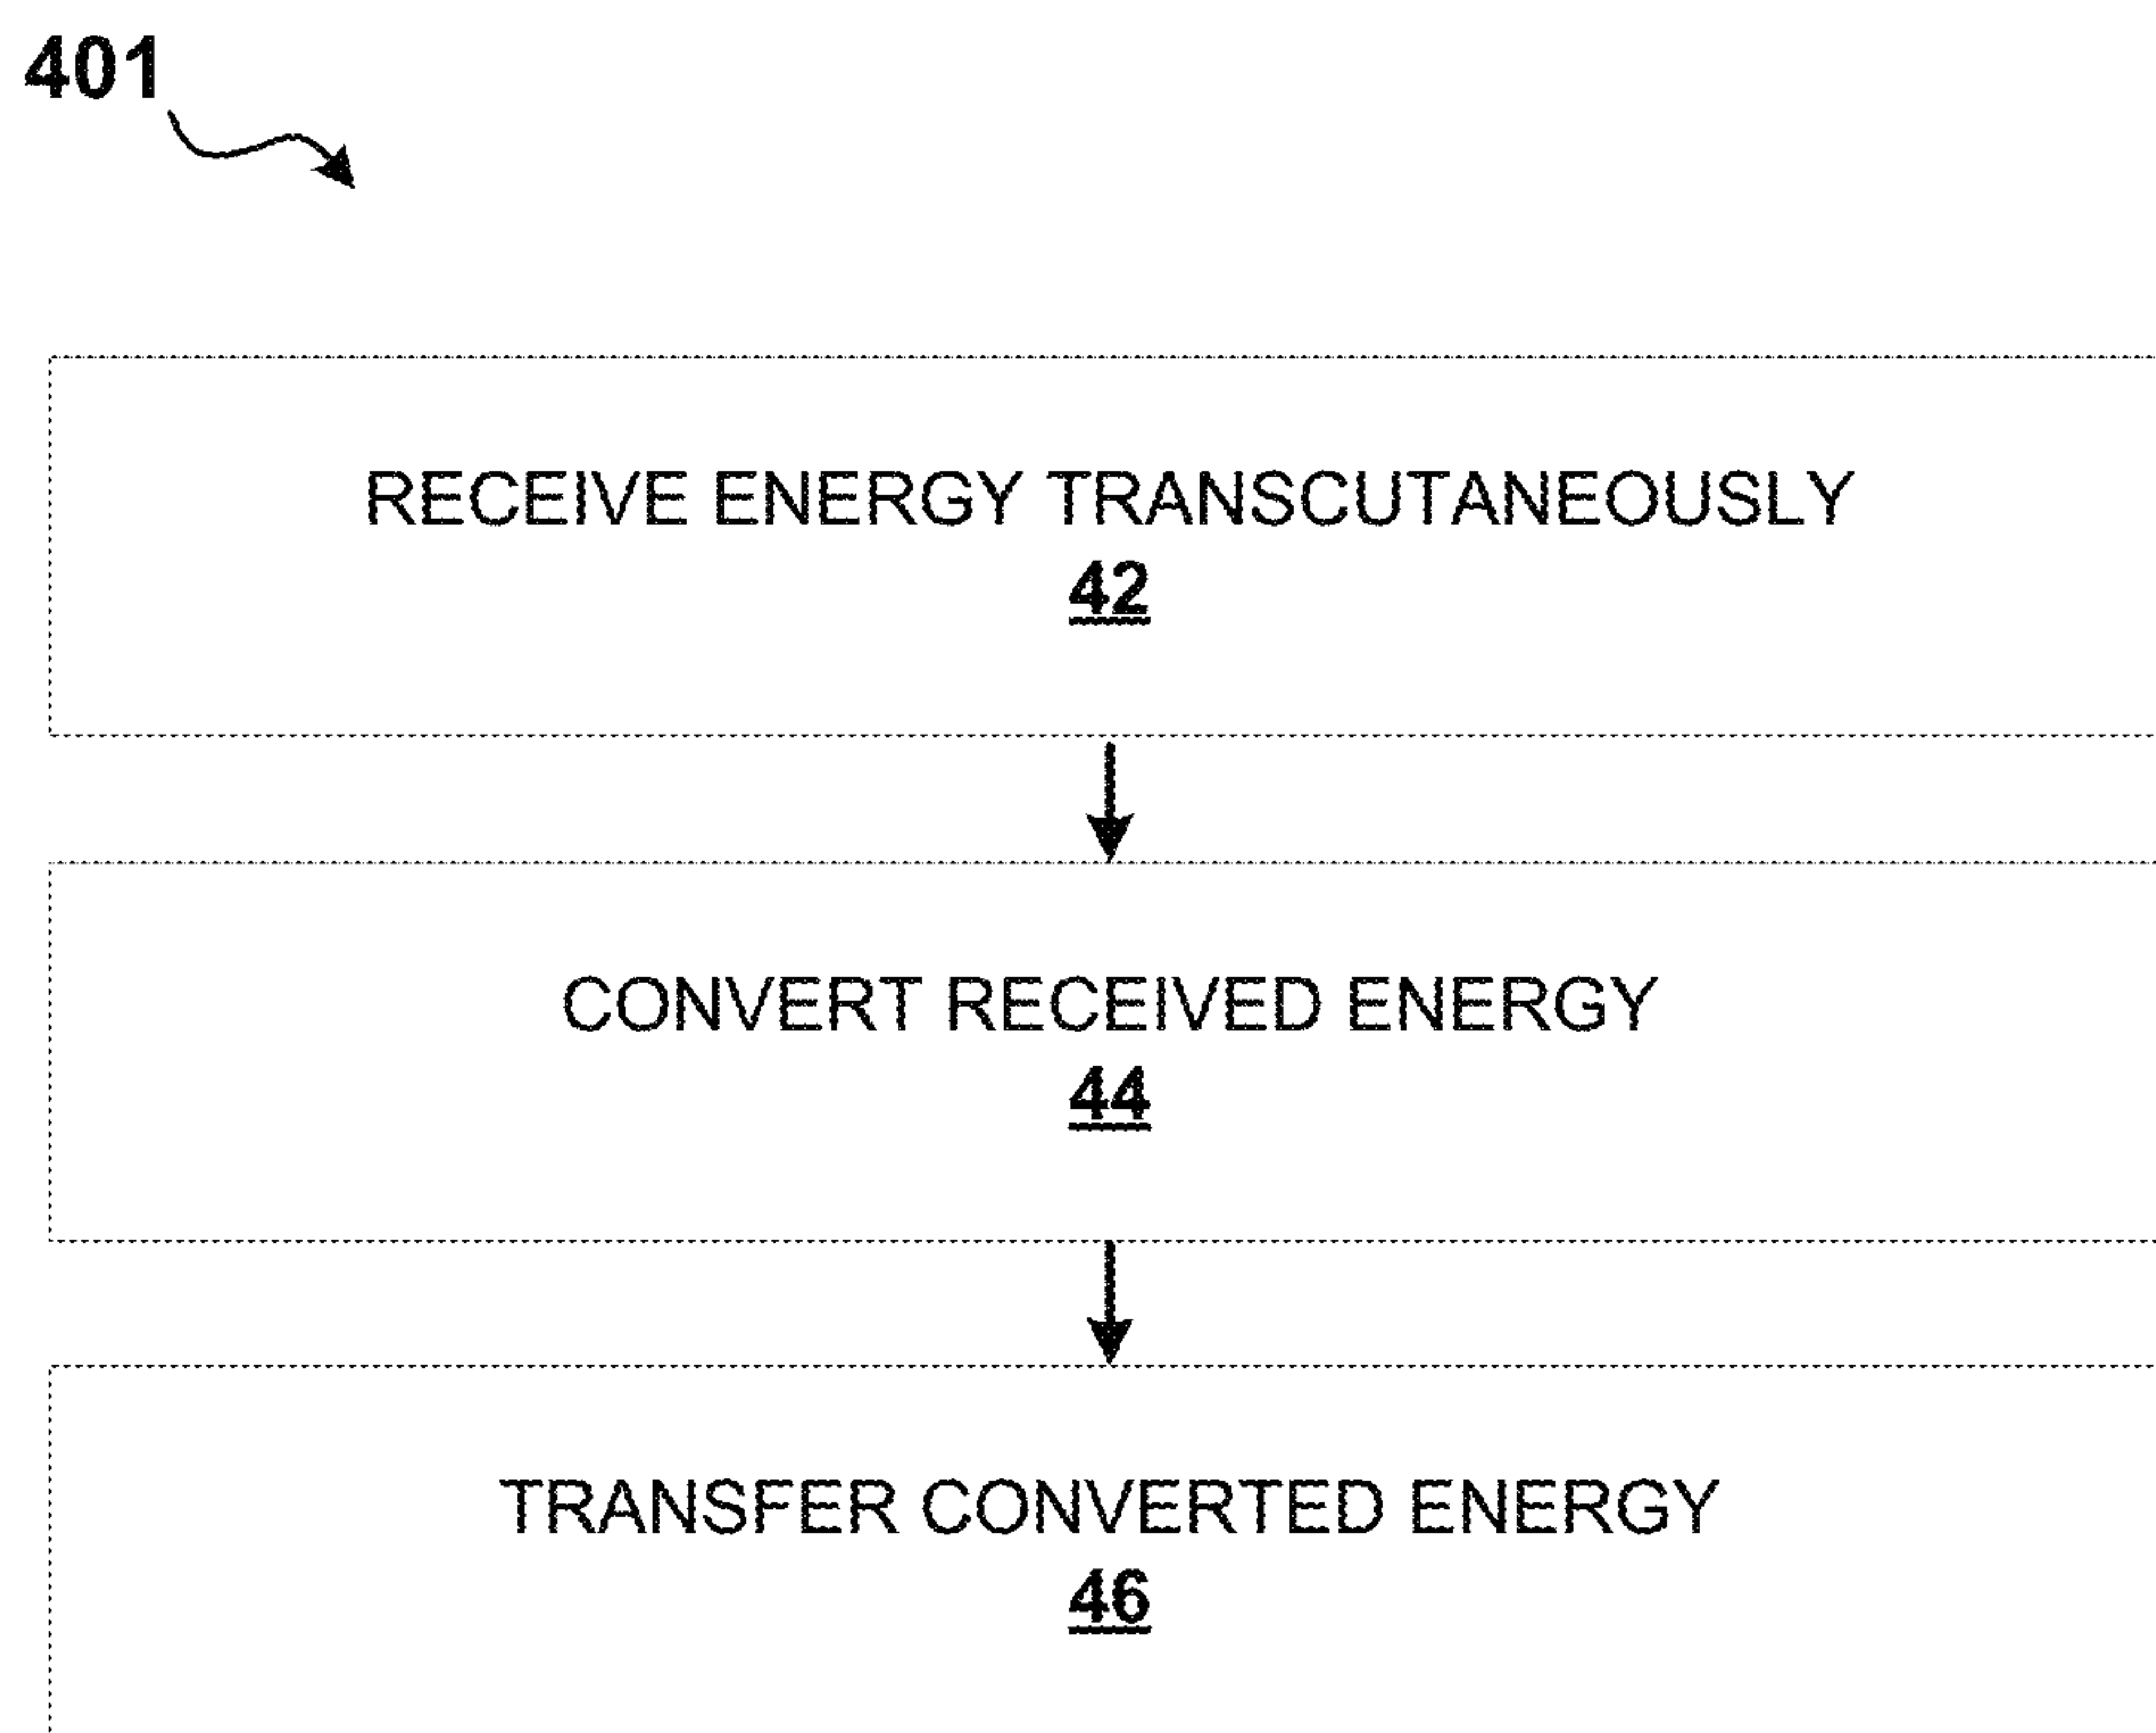 401
RECEIVE ENERGY TRANSCUTANEOUSLY
42
CONVERT RECEIVED ENERGY
44
TRANSFER CONVERTED ENERGY
46